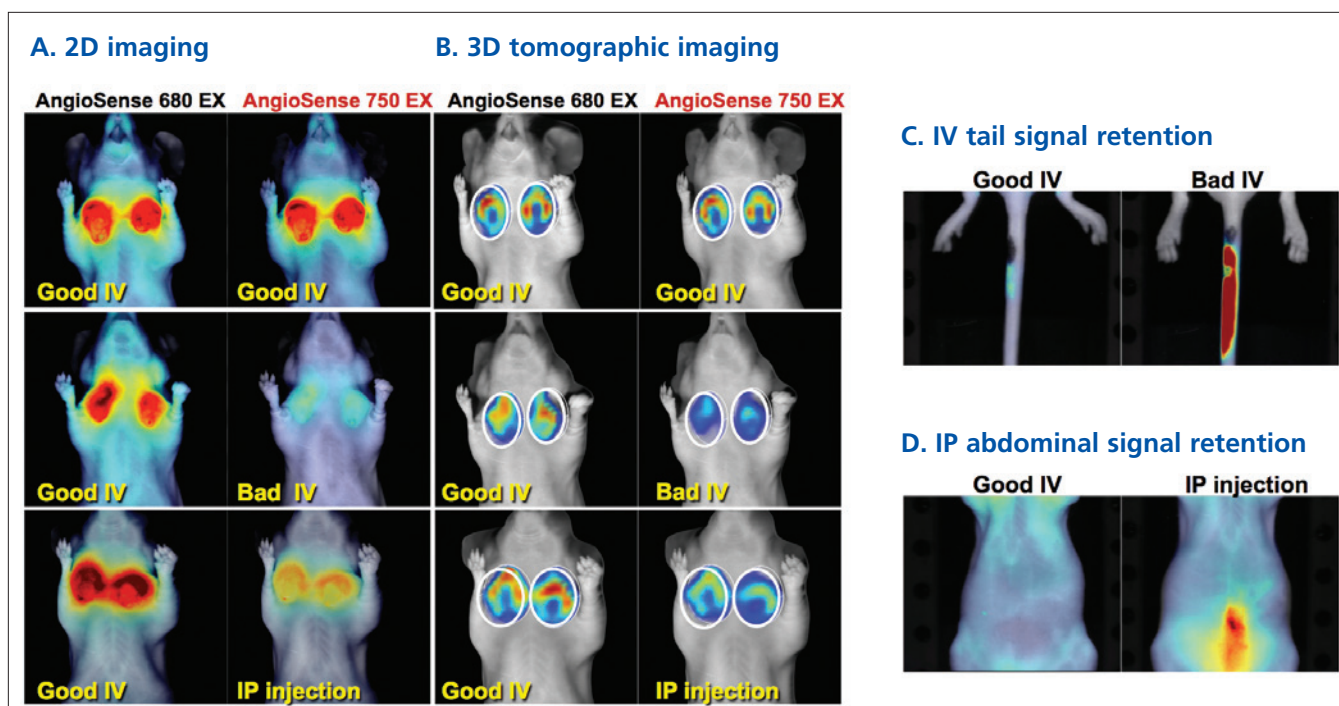 A. 2D imaging
B. 3D tomographic imaging
AngioSense 680 EX
AngioSense 750 EX
AngioSense 680 EX
AngioSense 750 EX
Good IV
Good IV
Good IV
Good IV
Good IV
Bad IV
Good IV
Bad IV
Good IV
IP injection
Good IV
IP injection
C. IV tail signal retention
Good IV
Bad IV
D. IP abdominal signal retention
Good IV
IP injection